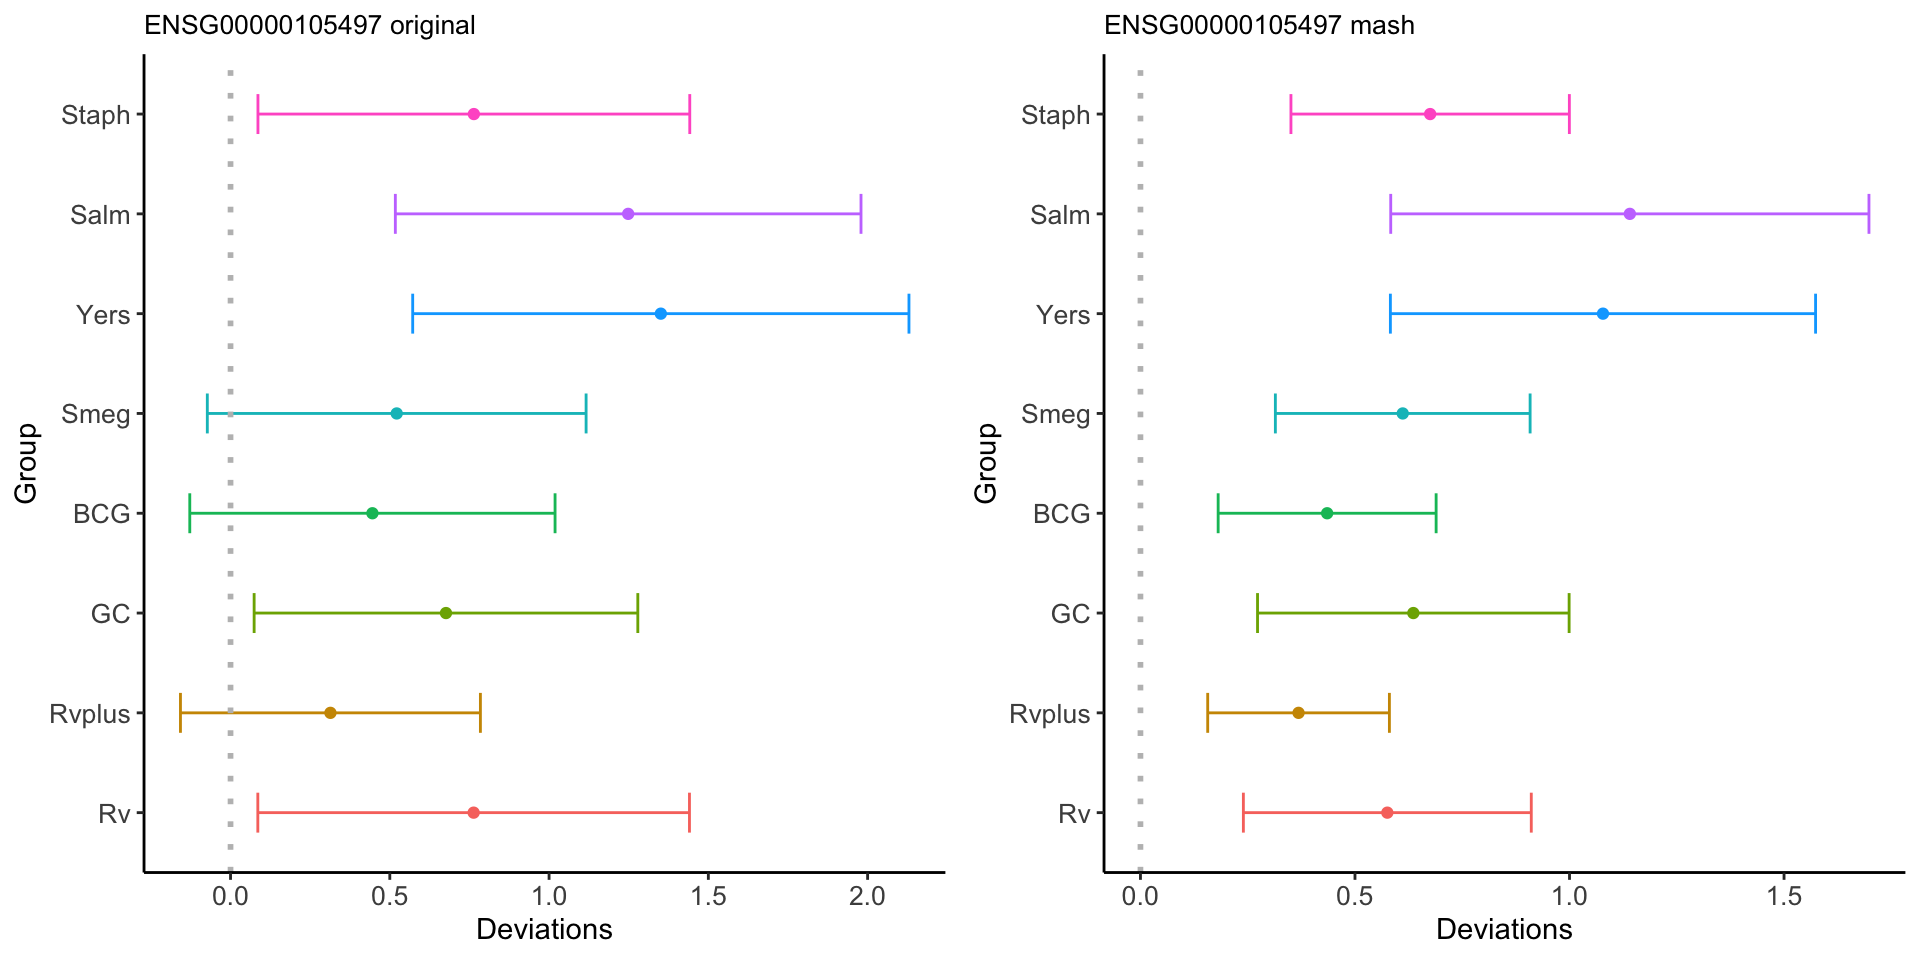 ENSG00000105497 original
Group
Staph
Salm
Yers
Smeg
BCG
GC
Rvplus
Rv
0.0 0.5 1.0 1.5 2.0
Deviations
ENSG00000105497 mash
Group
Staph
Salm
Yers
Smeg
BCG
GC
Rvplus
Rv
0.0 0.5 1.0 1.5
Deviations